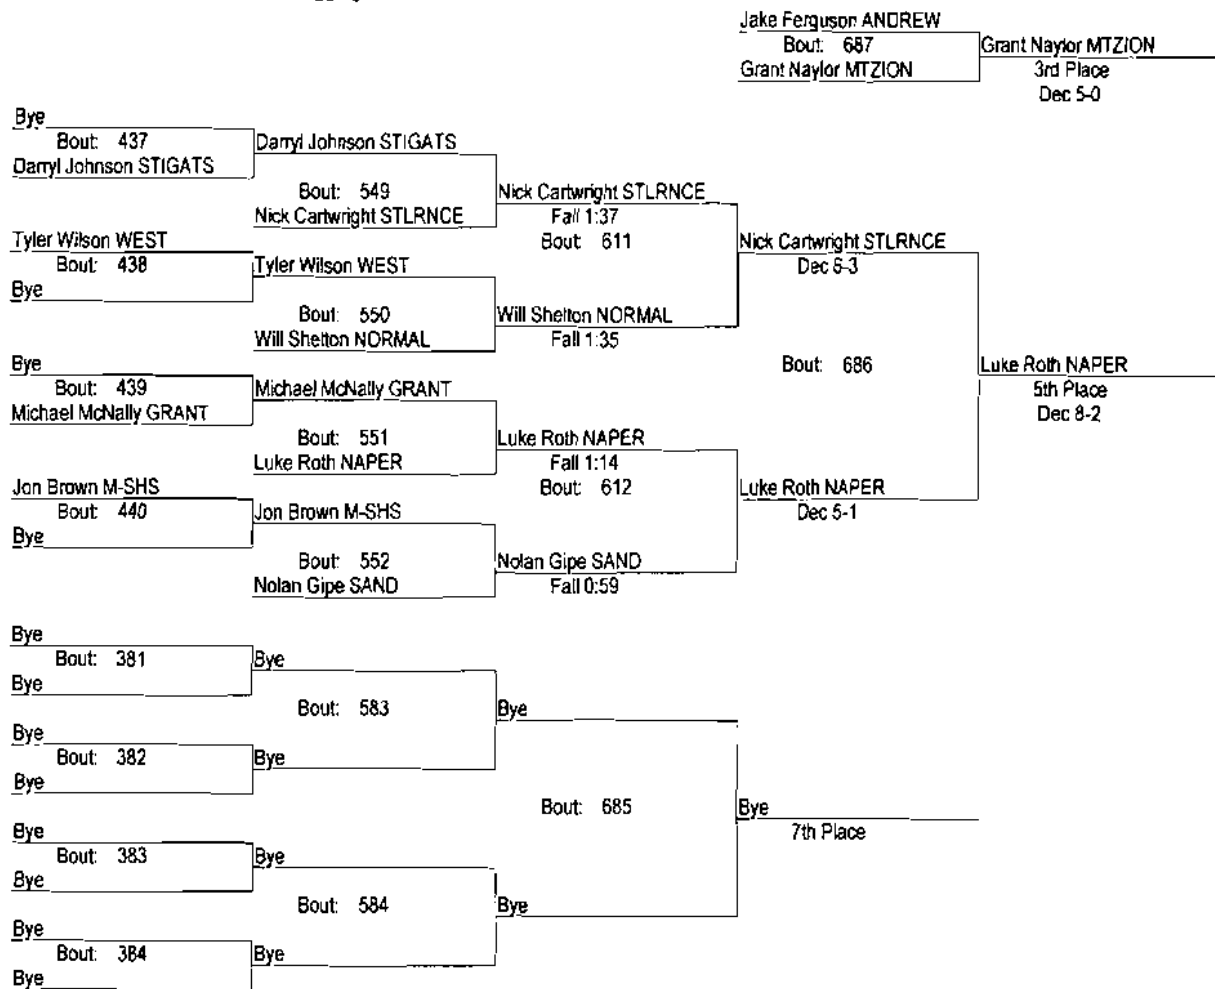 Jake Ferguson ANDREW
Bout: 687
Grant Naylor MTZION
Grant Naylor MTZION
3rd Place
Dec 5-0
Bye
Bout: 437
Darryl Johnson STIGATS
Darryl Johnson STIGATS
Bout: 549
Nick Cartwright STLRNCE
Nick Cartwright STLRNCE
Fall 1:37
Bout: 611
Tyler Wilson WEST
Bout: 438
Bye
Tyler Wilson WEST
Bout: 550
Will Shelton NORMAL
Will Shelton NORMAL
Fall 1:35
Nick Cartwright STLRNCE
Dec 6-3
Bout: 686
Luke Roth NAPER
5th Place
Dec 8-2
Bye
Bout: 439
Michael McNally GRANT
Michael McNally GRANT
Bout: 551
Luke Roth NAPER
Luke Roth NAPER
Fall 1:14
Bout: 612
Luke Roth NAPER
Dec 5-1
Jon Brown M-SHS
Bout: 440
Bye
Jon Brown M-SHS
Bout: 552
Nolan Gipe SAND
Nolan Gipe SAND
Fall 0:59
Bye
Bout: 381
Bye
Bye
Bout: 583
Bye
Bye
Bout: 382
Bye
Bye
Bout: 685
Bye
7th Place
Bye
Bout: 383
Bye
Bye
Bout: 584
Bye
Bye
Bout: 384
Bye
Bye